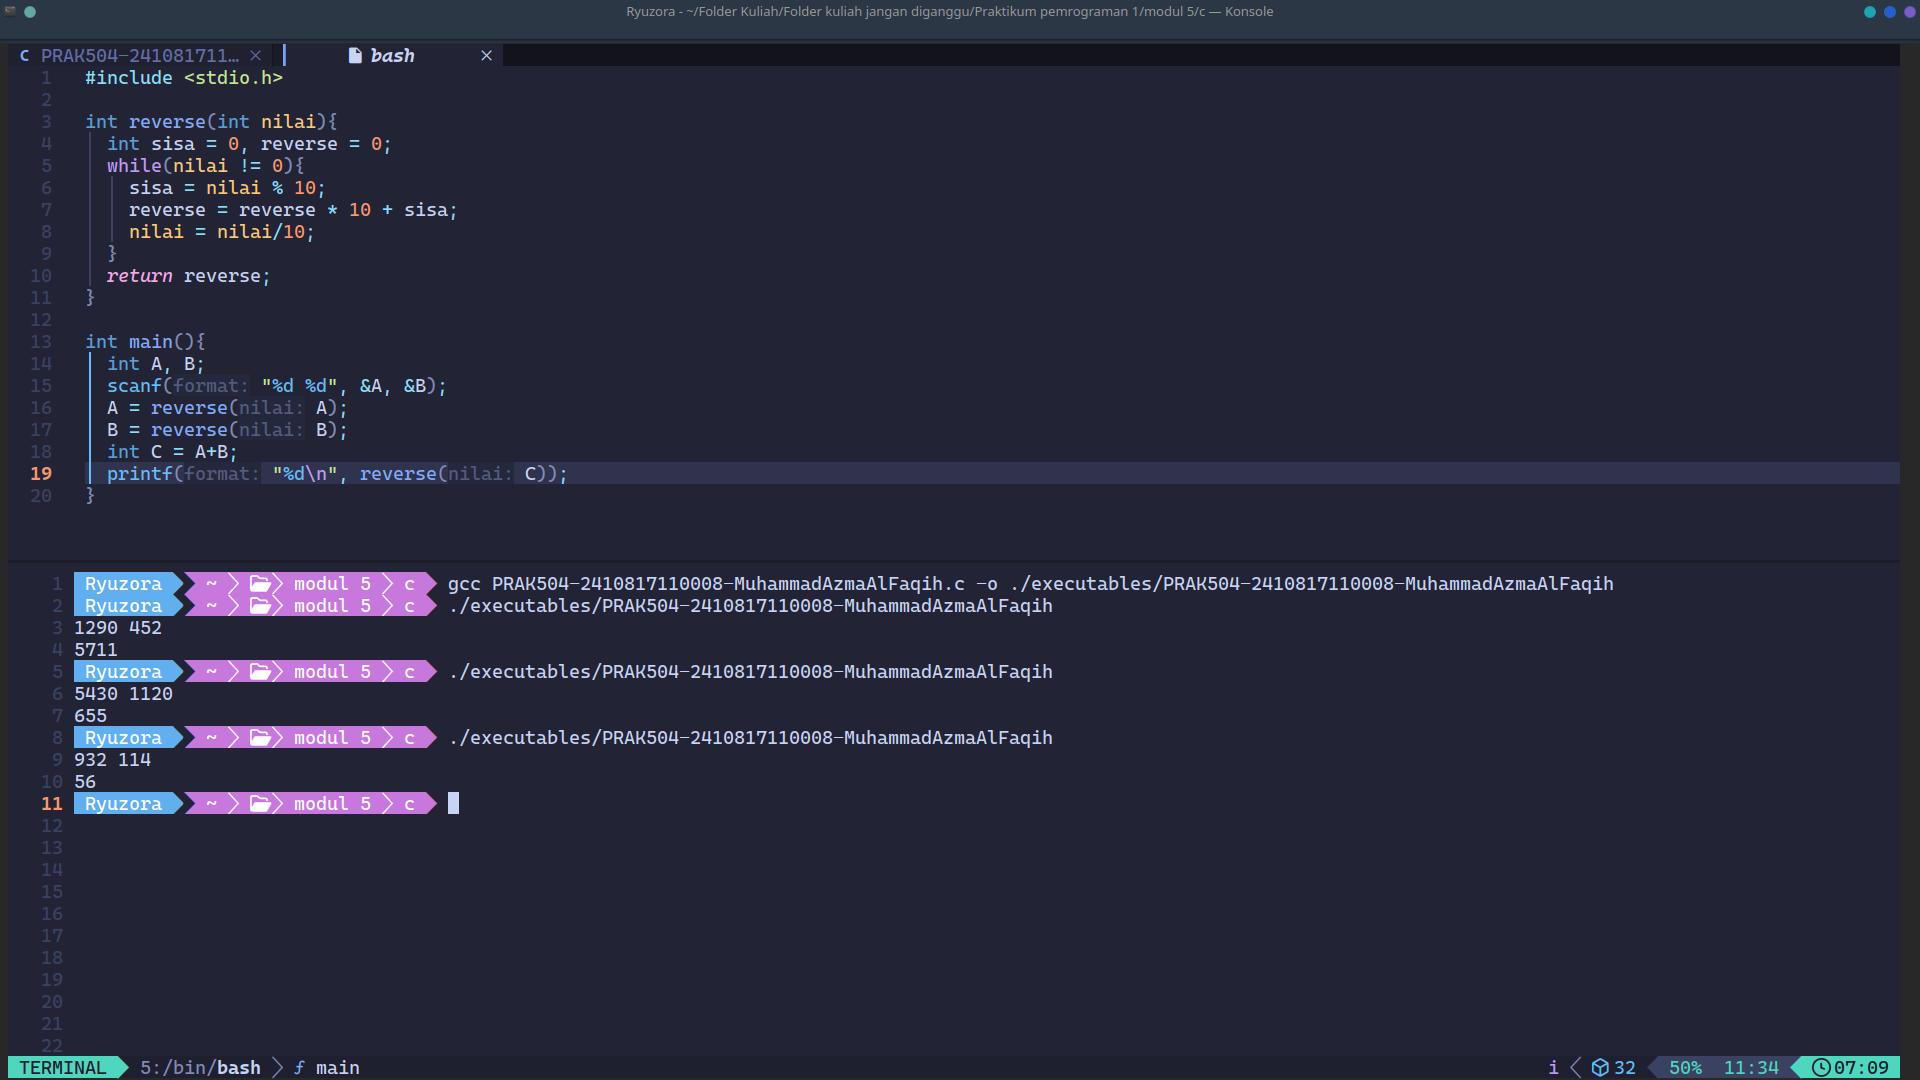 Ryuzora - ~/Folder Kuliah/Folder kuliah jangan diganggu/Praktikum pemrograman 1/modul 5/c — Konsole
C PRAK504-241081711… × bash ×
1 #include <stdio.h>
2
3 int reverse(int nilai){
4 int sisa = 0, reverse = 0;
5 while(nilai != 0){
6 sisa = nilai % 10;
7 reverse = reverse * 10 + sisa;
8 nilai = nilai/10;
9 }
10 return reverse;
11 }
12
13 int main(){
14 int A, B;
15 scanf(format: "%d %d", &A, &B);
16 A = reverse(nilai: A);
17 B = reverse(nilai: B);
18 int C = A+B;
19 printf(format: "%d\n", reverse(nilai: C));
20 }
1 Ryuzora ~ modul 5 c gcc PRAK504-2410817110008-MuhammadAzmaAlFaqih.c -o ./executables/PRAK504-2410817110008-MuhammadAzmaAlFaqih
2 Ryuzora ~ modul 5 c ./executables/PRAK504-2410817110008-MuhammadAzmaAlFaqih
3 1290 452
4 5711
5 Ryuzora ~ modul 5 c ./executables/PRAK504-2410817110008-MuhammadAzmaAlFaqih
6 5430 1120
7 655
8 Ryuzora ~ modul 5 c ./executables/PRAK504-2410817110008-MuhammadAzmaAlFaqih
9 932 114
10 56
11 Ryuzora ~ modul 5 c
12
13
14
15
16
17
18
19
20
21
22
TERMINAL 5:/bin/bash f main i 32 50% 11:34 07:09